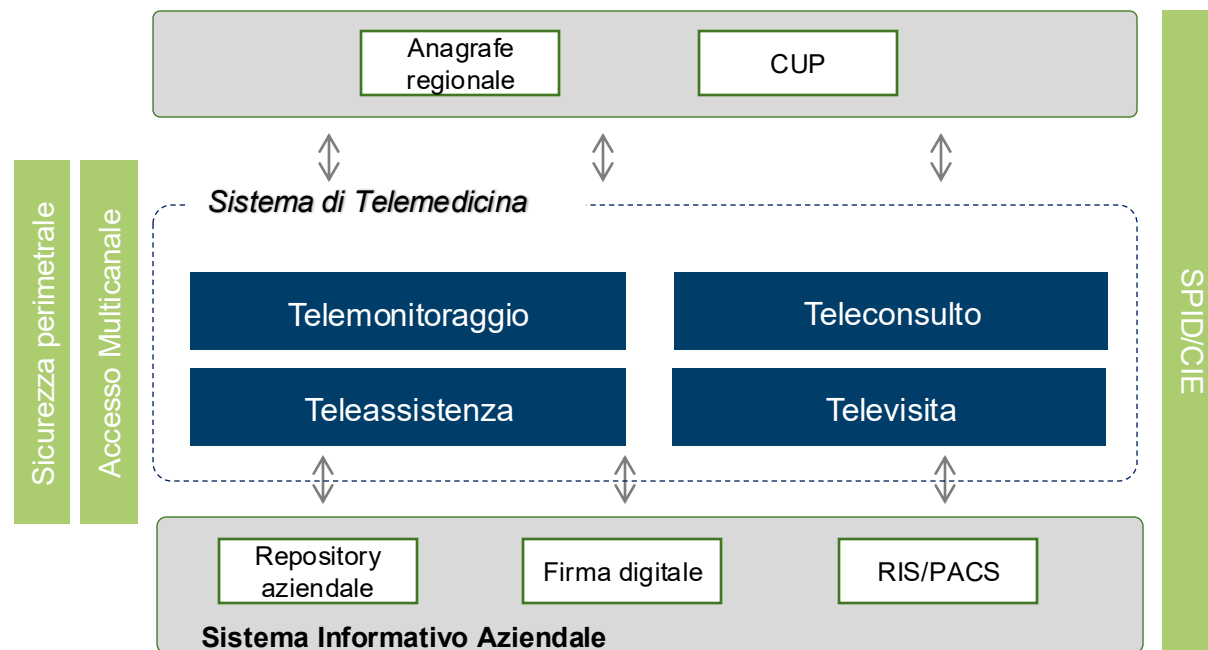 Anagrafe
regionale
CUP
Sistema di Telemedicina
Sicurezza perimetrale
Accesso Multicanale
SPID/CIE
Telemonitoraggio
Teleconsulto
Teleassistenza
Televisita
Repository
aziendale
Firma digitale
RIS/PACS
Sistema Informativo Aziendale